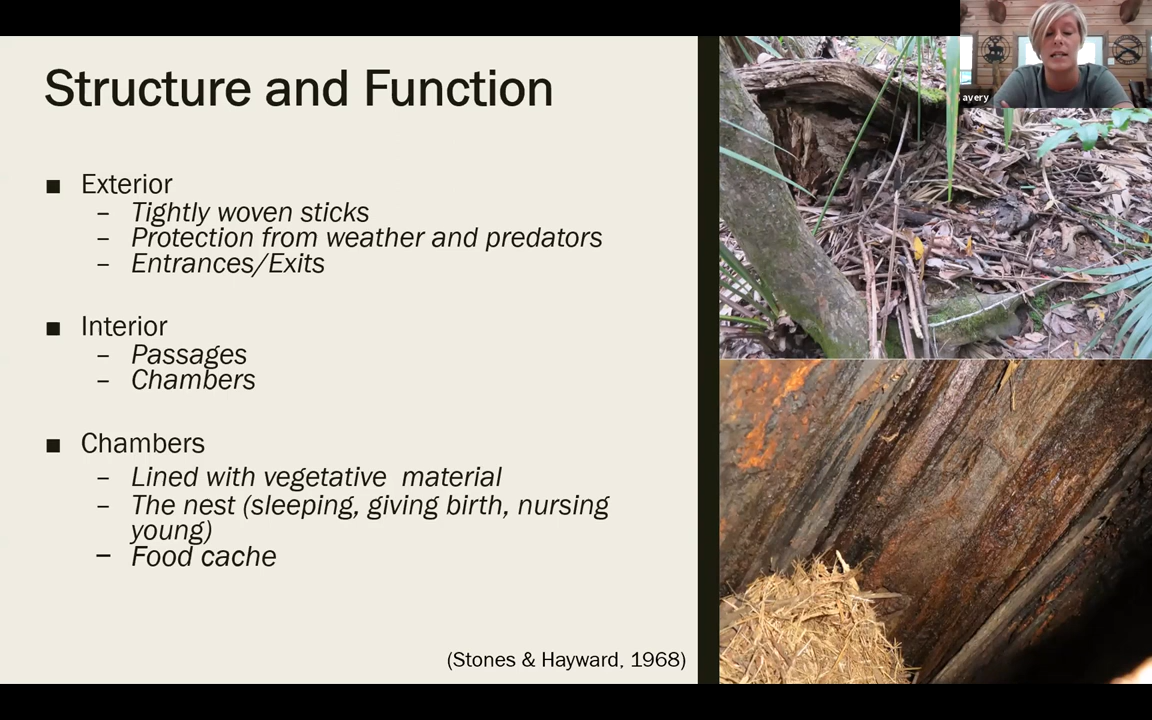 Structure and Function
■ Exterior
– Tightly woven sticks
– Protection from weather and predators
– Entrances/Exits
■ Interior
– Passages
– Chambers
■ Chambers
– Lined with vegetative  material
– The nest (sleeping, giving birth, nursing
young)
– Food cache
(Stones & Hayward, 1968)
avery